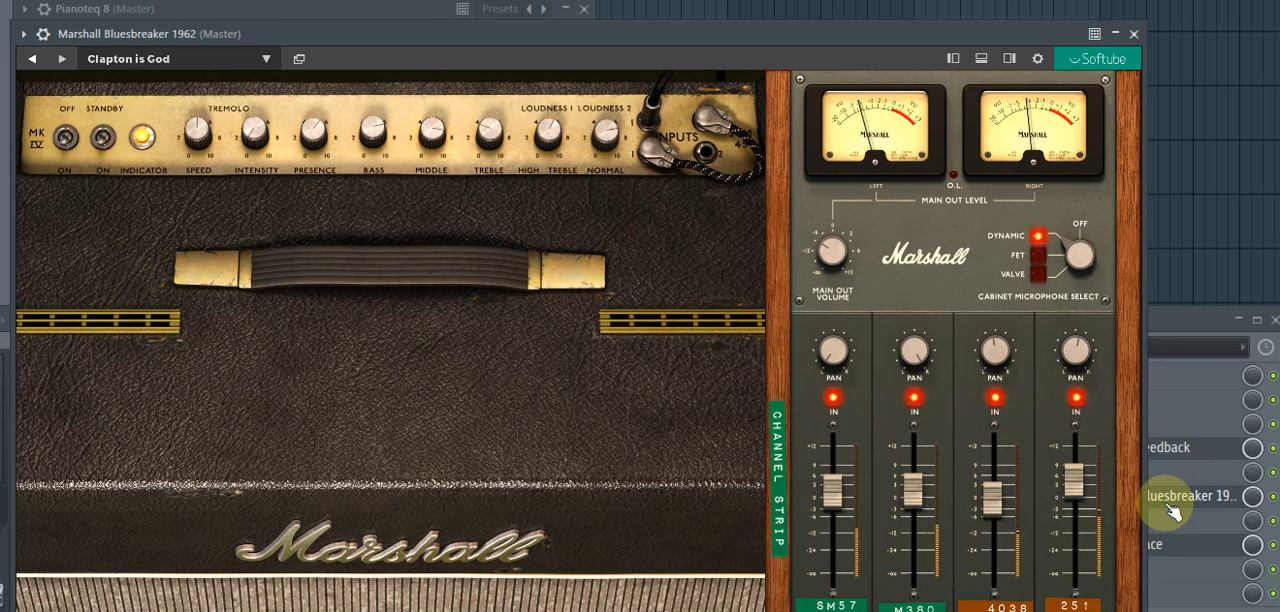 Pianoteq 8 (Master)
Presets
Marshall Bluesbreaker 1962 (Master)
Clapton is God
Softube
OFF STANDBY TREMOLO LOUDNESS 1 LOUDNESS 2
MK IV
INPUTS
ON ON INDICATOR SPEED INTENSITY PRESENCE BASS MIDDLE TREBLE HIGH TREBLE NORMAL
Marshall
MARSHALL
MARSHALL
LEFT O.L. RIGHT
MAIN OUT LEVEL
MAIN OUT VOLUME
Marshall
OFF
DYNAMIC
FET
VALVE
CABINET MICROPHONE SELECT
PAN PAN PAN PAN
IN IN IN IN
CHANNEL STRIP
SM57 M380 4038 251
eedback
luesbreaker 19..
ace